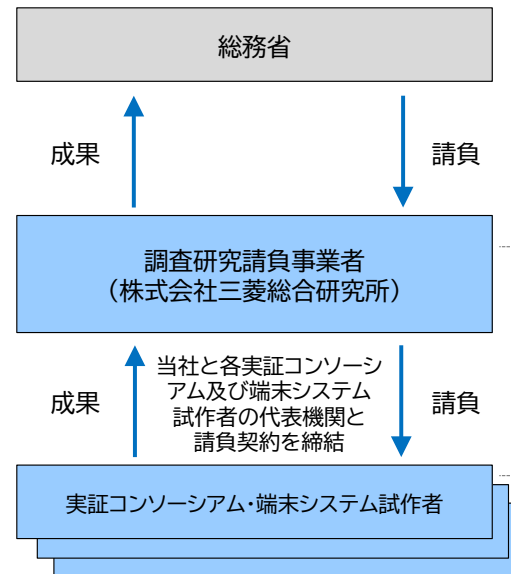 総務省
成果
請負
調査研究請負事業者
（株式会社三菱総合研究所）
成果
当社と各実証コンソーシ
アム及び端末システム
試作者の代表機関と
請負契約を締結
請負
実証コンソーシアム・端末システム試作者